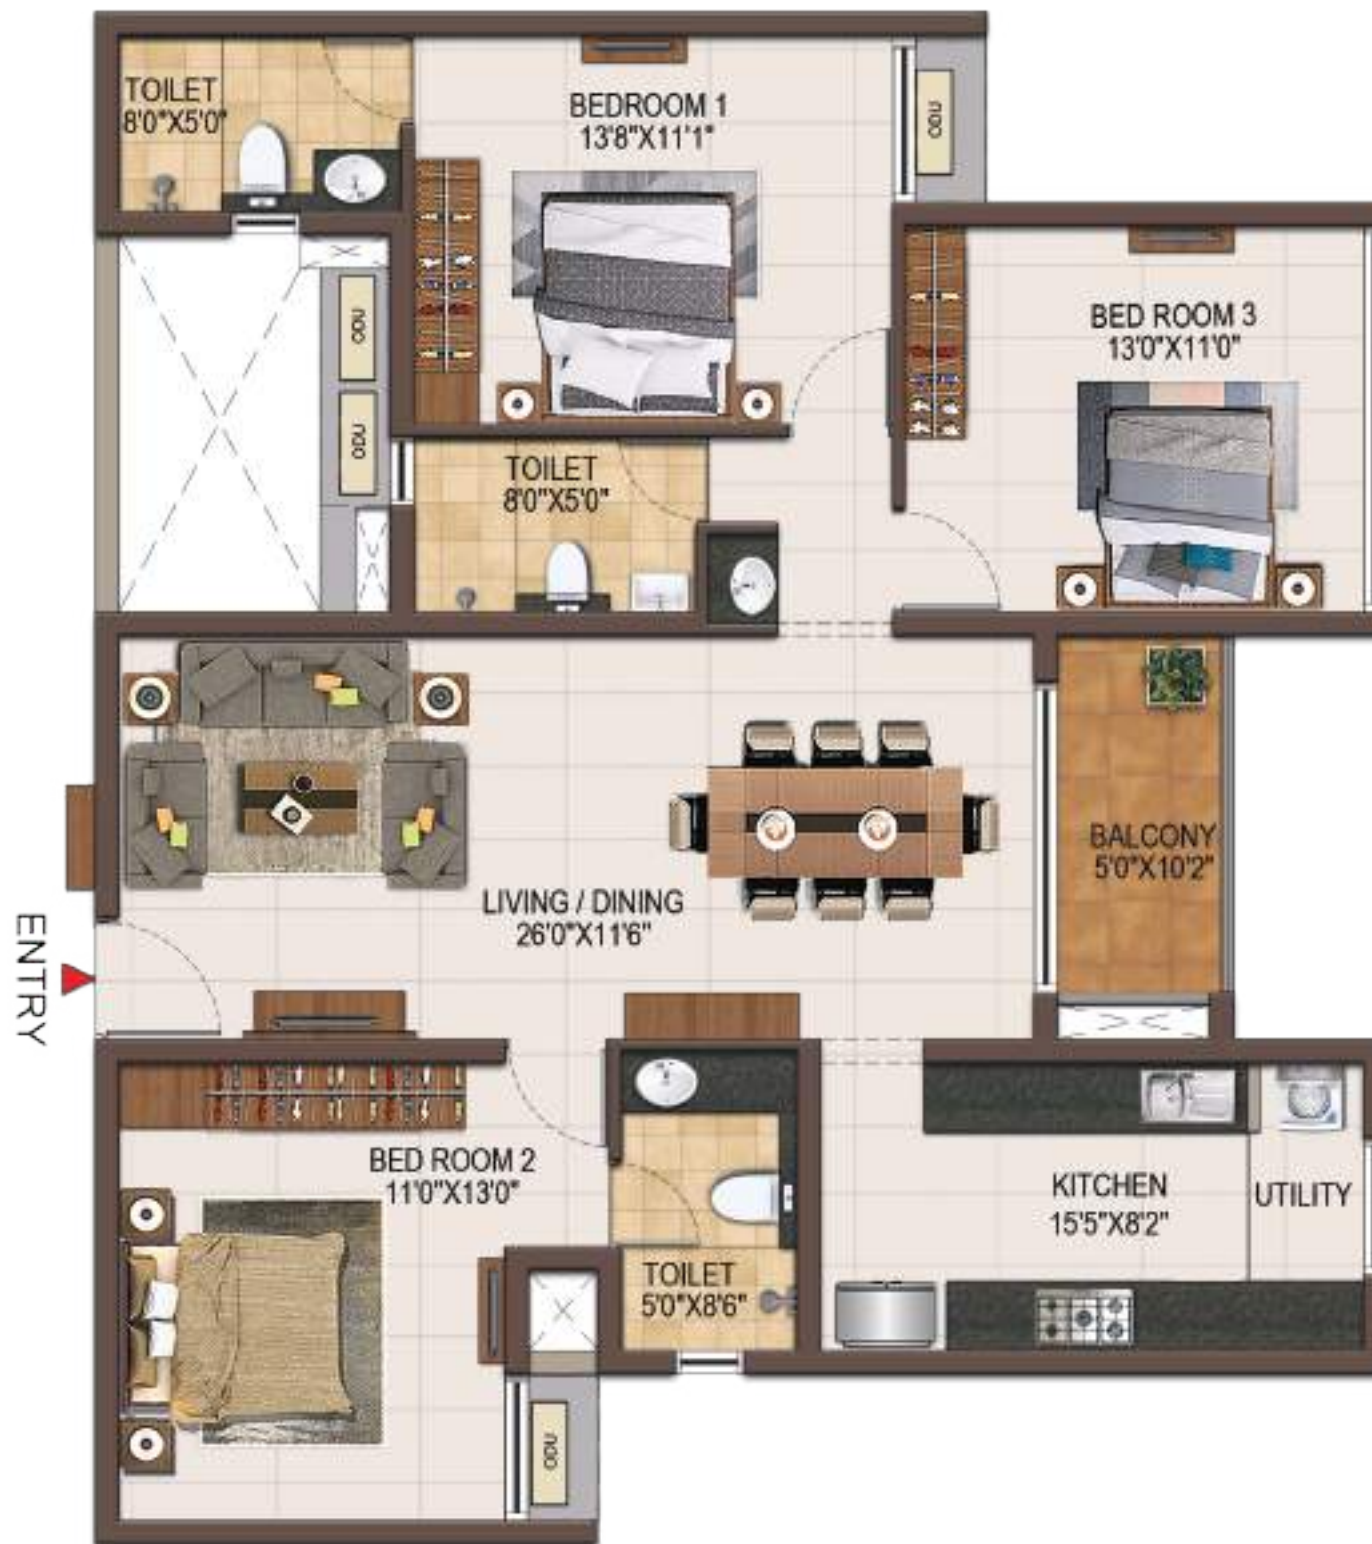 TOILET
8'0"X5'0"
BEDROOM 1
13'8"X11'1"
ODU
BED ROOM 3
13'0"X11'0"
ODU
ODU
TOILET
8'0"X5'0"
BALCONY
5'0"X10'2"
LIVING / DINING
26'0"X11'6"
ENTRY
BED ROOM 2
11'0"X13'0"
KITCHEN
15'5"X8'2"
UTILITY
TOILET
5'0"X8'6"
ODU